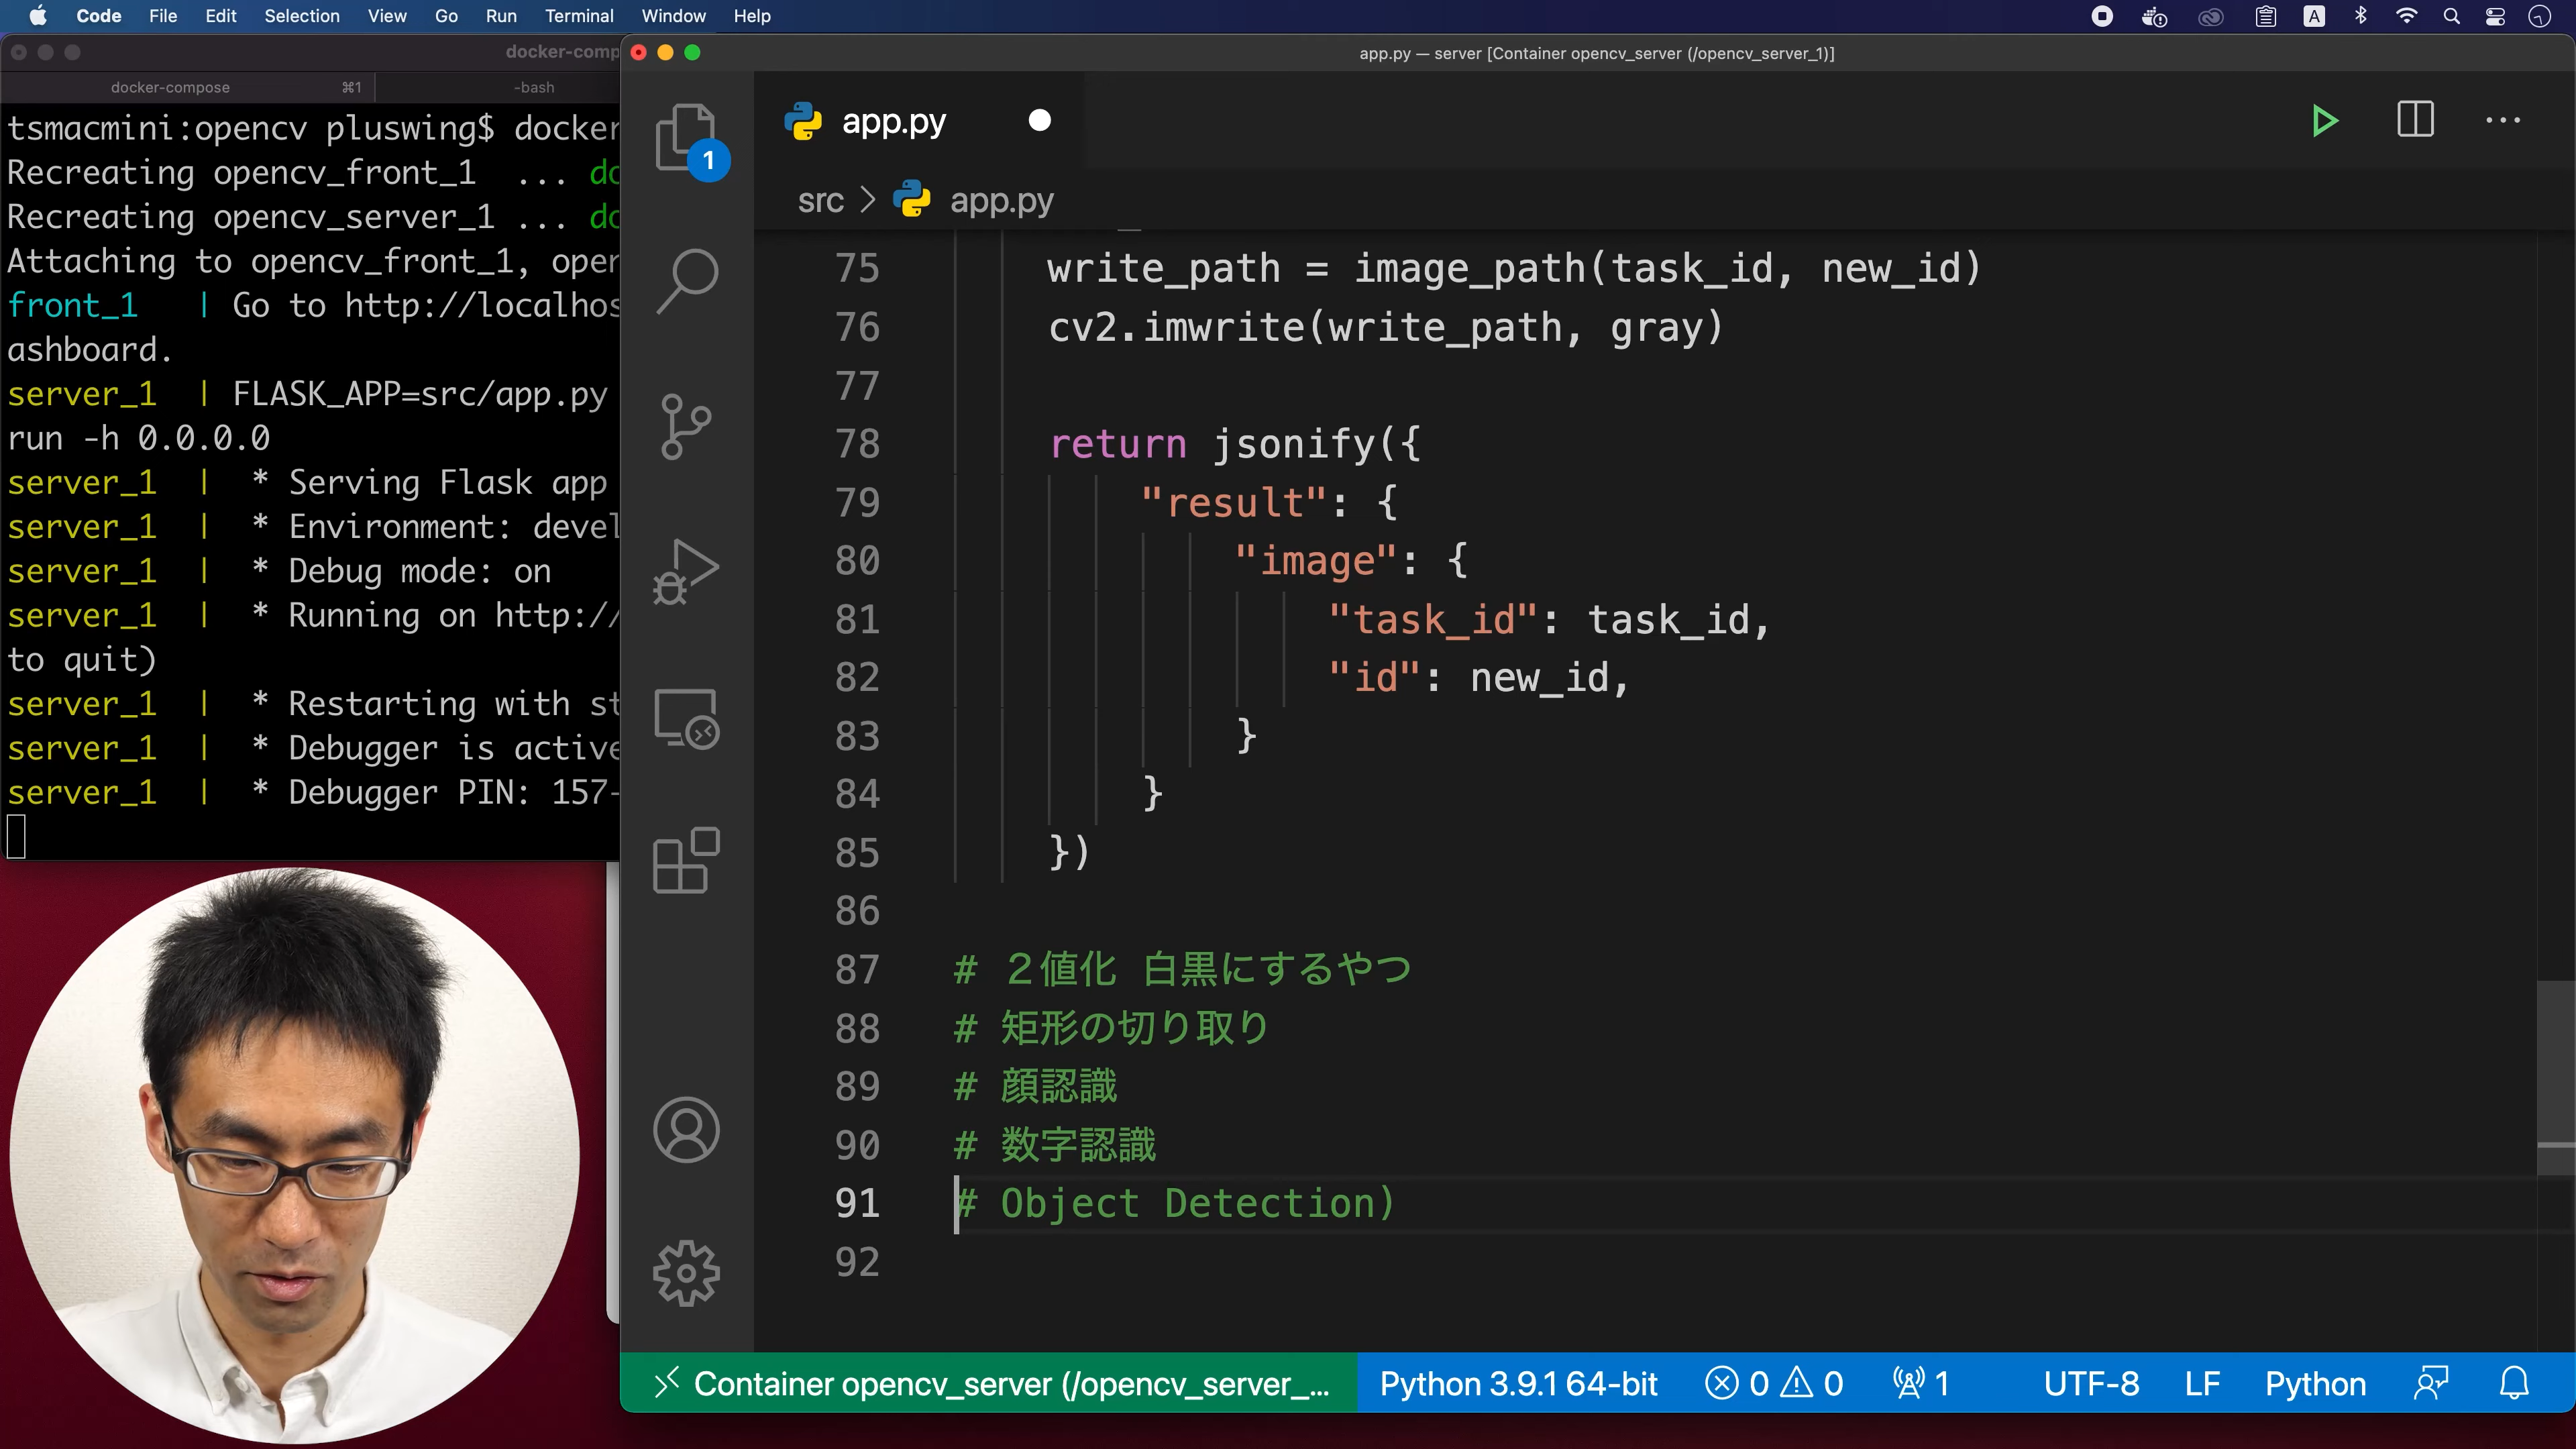 Code File Edit Selection View Go Run Terminal Window Help
A
docker-comp
docker-compose ⌘1 -bash
tsmacmini:opencv pluswing$ docker
Recreating opencv_front_1 ... do
Recreating opencv_server_1 ... do
Attaching to opencv_front_1, oper
front_1 | Go to http://localhos
ashboard.
server_1 | FLASK_APP=src/app.py
run -h 0.0.0.0
server_1 | * Serving Flask app
server_1 | * Environment: devel
server_1 | * Debug mode: on
server_1 | * Running on http://
to quit)
server_1 | * Restarting with st
server_1 | * Debugger is active
server_1 | * Debugger PIN: 157-
app.py — server [Container opencv_server (/opencv_server_1)]
1
app.py
src > app.py
75 write_path = image_path(task_id, new_id)
76 cv2.imwrite(write_path, gray)
77
78 return jsonify({
79 "result": {
80 "image": {
81 "task_id": task_id,
82 "id": new_id,
83 }
84 }
85 })
86
87 # ２値化 白黒にするやつ
88 # 矩形の切り取り
89 # 顔認識
90 # 数字認識
91 # Object Detection)
92
Container opencv_server (/opencv_server_... Python 3.9.1 64-bit 0 0 1 UTF-8 LF Python